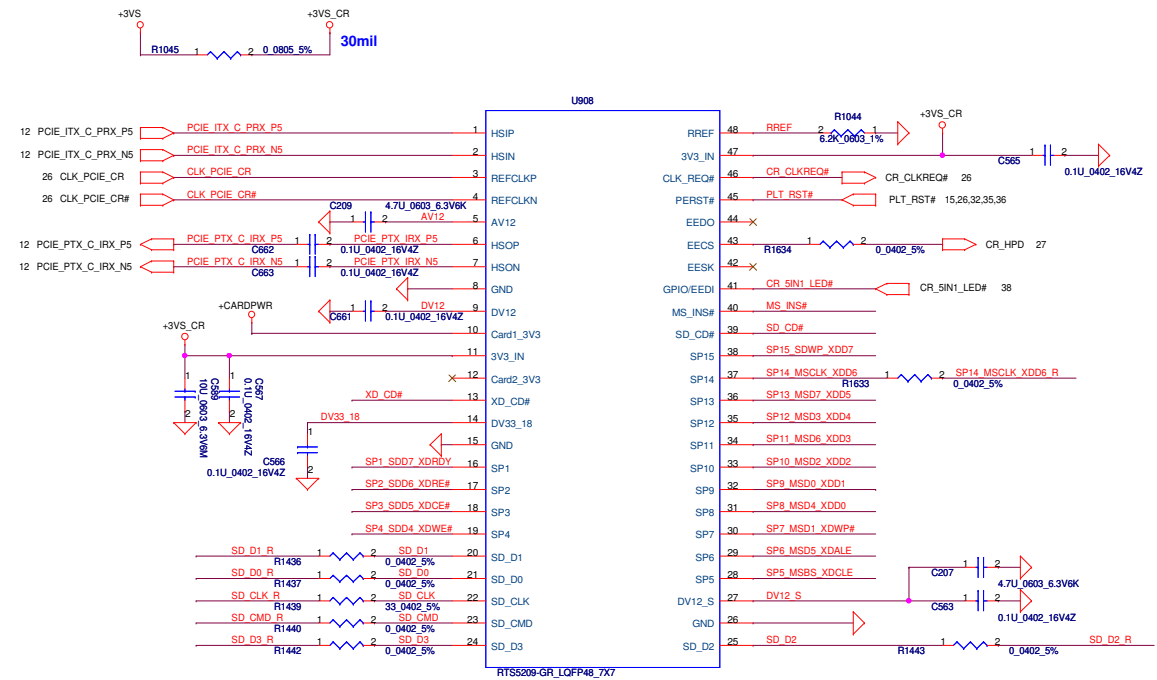 +3VS +3VS_CR
R1045 1 2 0_0805_5% 30mil
U908
12 PCIE_ITX_C_PRX_P5 PCIE_ITX_C_PRX_P5 1 HSIP
12 PCIE_ITX_C_PRX_N5 PCIE_ITX_C_PRX_N5 2 HSIN
26 CLK_PCIE_CR CLK_PCIE_CR 3 REFCLKP
26 CLK_PCIE_CR# CLK_PCIE_CR# 4 REFCLKN
C209 1 2 4.7U_0603_6.3V6K AV12 5 AV12
12 PCIE_PTX_C_IRX_P5 PCIE_PTX_C_IRX_P5 1 2 PCIE_PTX_IRX_P5 6 HSOP
C662 0.1U_0402_16V4Z
12 PCIE_PTX_C_IRX_N5 PCIE_PTX_C_IRX_N5 1 2 PCIE_PTX_IRX_N5 7 HSON
C663 0.1U_0402_16V4Z
8 GND
+CARDPWR
1 2 DV12 9 DV12
C661 0.1U_0402_16V4Z
10 Card1_3V3
+3VS_CR
11 3V3_IN
12 Card2_3V3
1 2 C589 10U_0603_6.3V6M
1 2 C567 0.1U_0402_16V4Z
XD_CD# 13 XD_CD#
DV33_18 14 DV33_18
1 2 C566 0.1U_0402_16V4Z
15 GND
SP1_SDD7_XDRDY 16 SP1
SP2_SDD6_XDRE# 17 SP2
SP3_SDD5_XDCE# 18 SP3
SP4_SDD4_XDWE# 19 SP4
SD_D1_R 1 2 SD_D1 20 SD_D1
R1436 0_0402_5%
SD_D0_R 1 2 SD_D0 21 SD_D0
R1437 0_0402_5%
SD_CLK_R 1 2 SD_CLK 22 SD_CLK
R1439 33_0402_5%
SD_CMD_R 1 2 SD_CMD 23 SD_CMD
R1440 0_0402_5%
SD_D3_R 1 2 SD_D3 24 SD_D3
R1442 0_0402_5%
RREF 48 RREF 2 R1044 1
6.2K_0603_1%
+3VS_CR
3V3_IN 47 C565 1 2 0.1U_0402_16V4Z
CLK_REQ# 46 CR_CLKREQ# CR_CLKREQ# 26
PERST# 45 PLT_RST# PLT_RST# 15,26,32,35,36
EEDO 44
EECS 43 R1634 1 2 0_0402_5% CR_HPD 27
EESK 42
GPIO/EEDI 41 CR_5IN1_LED# CR_5IN1_LED# 38
MS_INS# 40 MS_INS#
SD_CD# 39 SD_CD#
SP15 38 SP15_SDWP_XDD7
SP14 37 SP14_MSCLK_XDD6 1 2 SP14_MSCLK_XDD6_R
R1633 0_0402_5%
SP13 36 SP13_MSD7_XDD5
SP12 35 SP12_MSD3_XDD4
SP11 34 SP11_MSD6_XDD3
SP10 33 SP10_MSD2_XDD2
SP9 32 SP9_MSD0_XDD1
SP8 31 SP8_MSD4_XDD0
SP7 30 SP7_MSD1_XDWP#
SP6 29 SP6_MSD5_XDALE
SP5 28 SP5_MSBS_XDCLE
C207 1 2 4.7U_0603_6.3V6K
DV12_S 27 DV12_S
C563 1 2 0.1U_0402_16V4Z
GND 26
SD_D2 25 SD_D2 1 2 SD_D2_R
R1443 0_0402_5%
RTS5209-GR_LQFP48_7X7